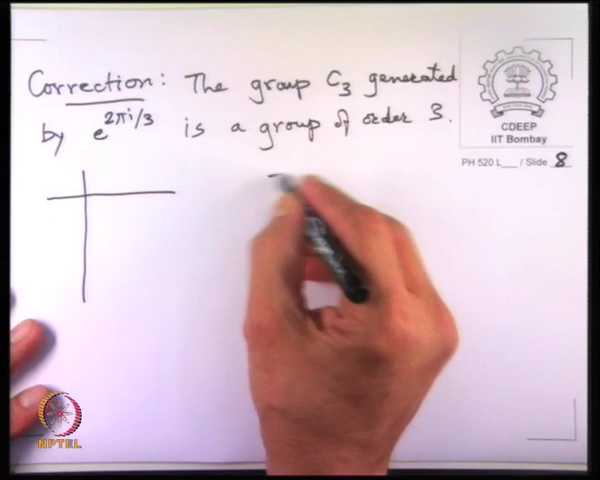 Correction: The group C₃ generated
by e^{2πi/3} is a group of order 3.
CDEEP
IIT Bombay
PH 520 L___ / Slide 8
NPTEL